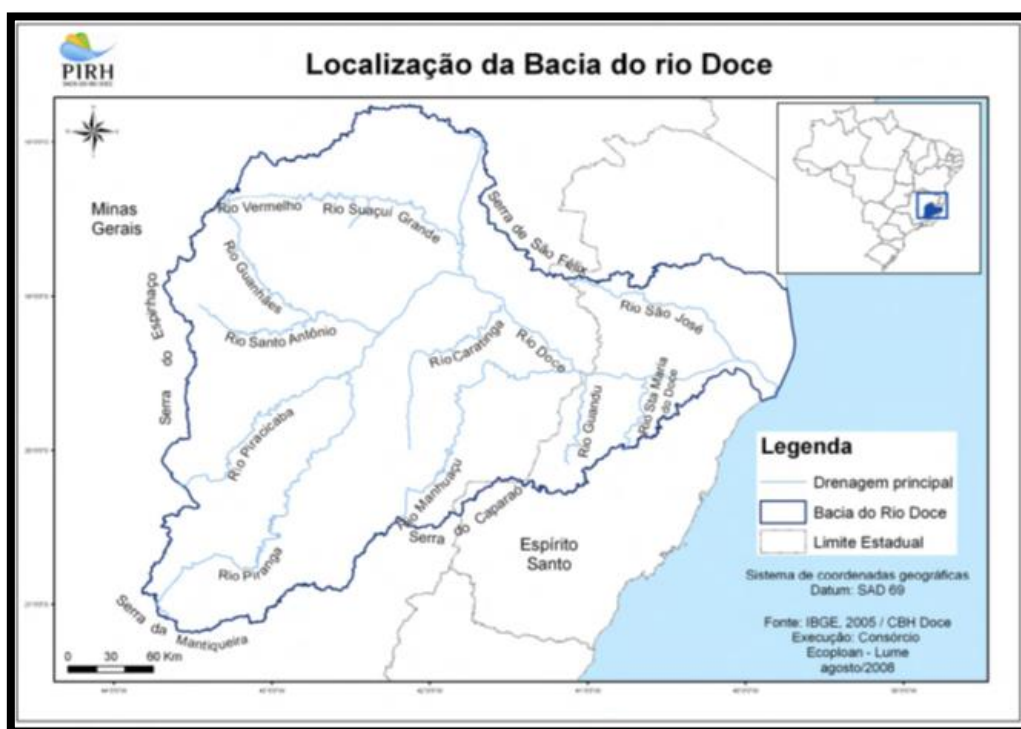 PIRH
BACIA DO RIO DOCE
Localização da Bacia do rio Doce
Minas
Gerais
Rio Vermelho
Rio Suaçuí Grande
Serra de São Félix
Rio Guanhães
Rio Santo Antônio
Serra do Espinhaço
Rio São José
Rio Caratinga
Rio Doce
Rio Guandu
Rio Sta Maria
do Doce
Rio Piracicaba
Rio Manhuaçu
Serra do Caparaó
Espírito
Santo
Rio Piranga
Serra da Mantiqueira
0 30 60 Km
Legenda
Drenagem principal
Bacia do Rio Doce
Limite Estadual
Sistema de coordenadas geográficas
Datum: SAD 69
Fonte: IBGE, 2005 / CBH Doce
Execução: Consórcio
Ecoploan - Lume
agosto/2008